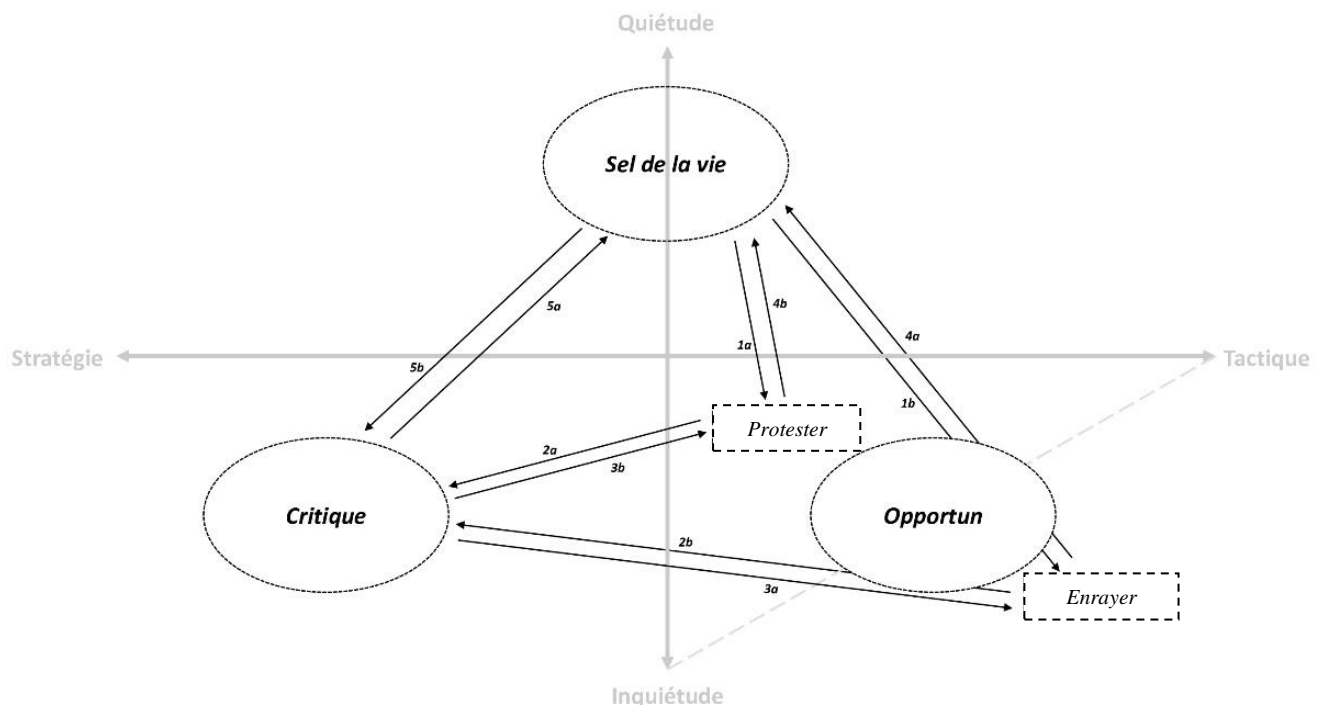 Quiétude
Sel de la vie
5a
4b
4a
1a
Stratégie
Tactique
5b
1b
Protester
2a
3b
Critique
Opportun
2b
3a
Enrayer
Inquiétude